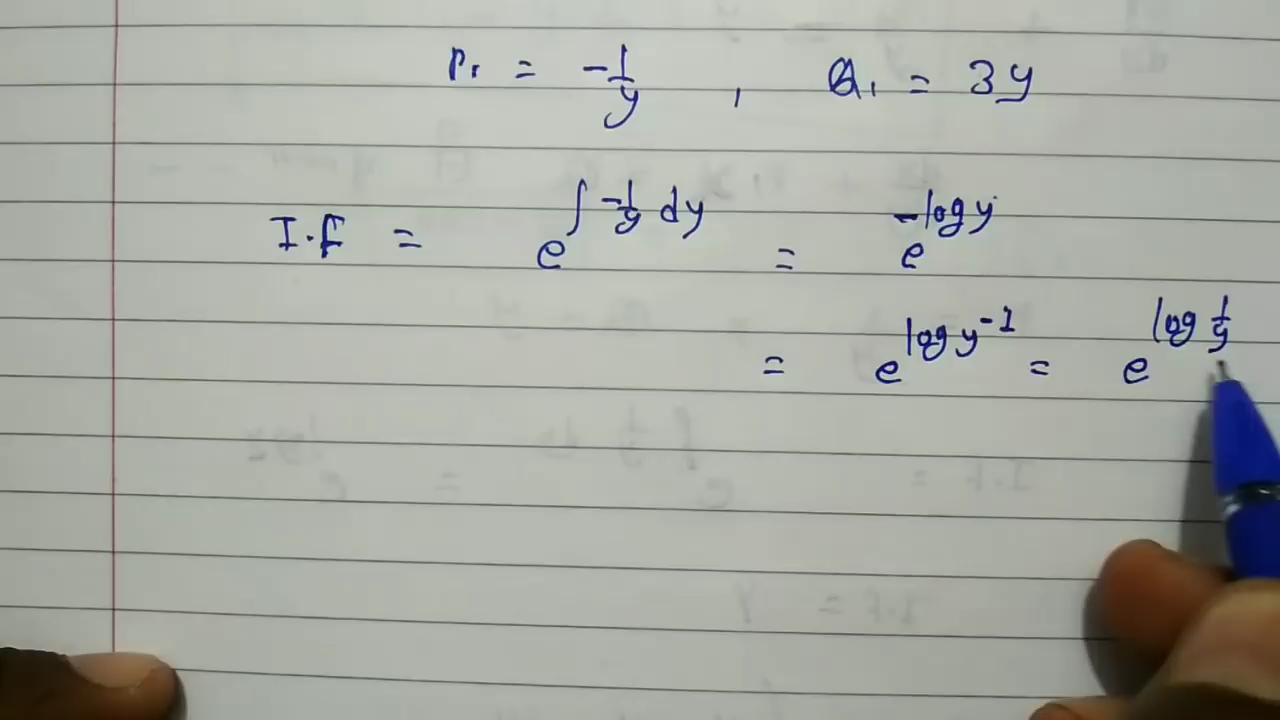 P₁ = -1/y , Q₁ = 3y
I.F = e^∫ -1/y dy = e^-log y
= e^log y^-1 = e^log 1/y